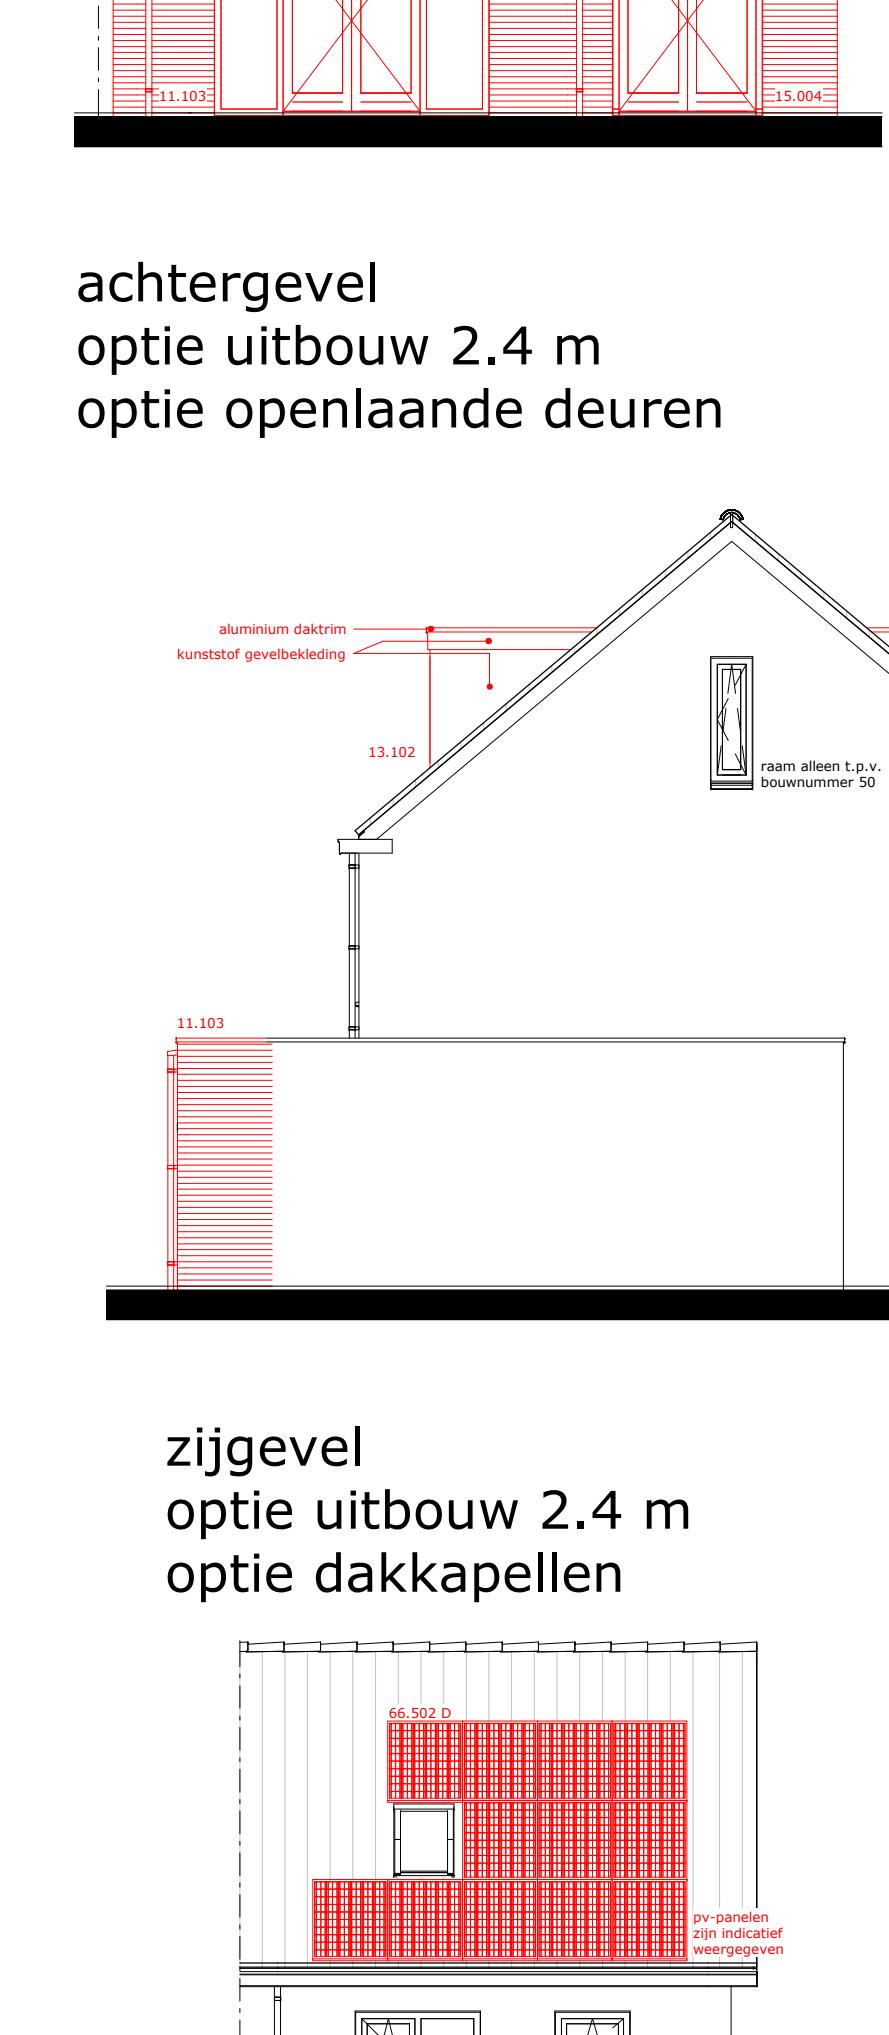 11.103
15.004
achtergevel
optie uitbouw 2.4 m
optie openlaande deuren
aluminium daktrim
kunststof gevelbekleding
13.102
raam alleen t.p.v.
bouwnummer 50
11.103
zijgevel
optie uitbouw 2.4 m
optie dakkapellen
66.502 D
pv-panelen
zijn indicatief
weergegeven